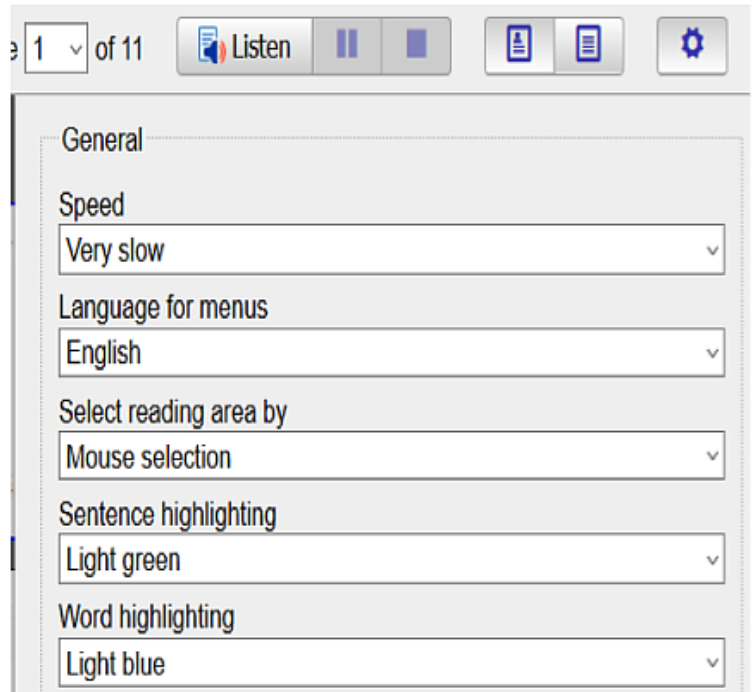 1 of 11 Listen
General
Speed
Very slow
Language for menus
English
Select reading area by
Mouse selection
Sentence highlighting
Light green
Word highlighting
Light blue